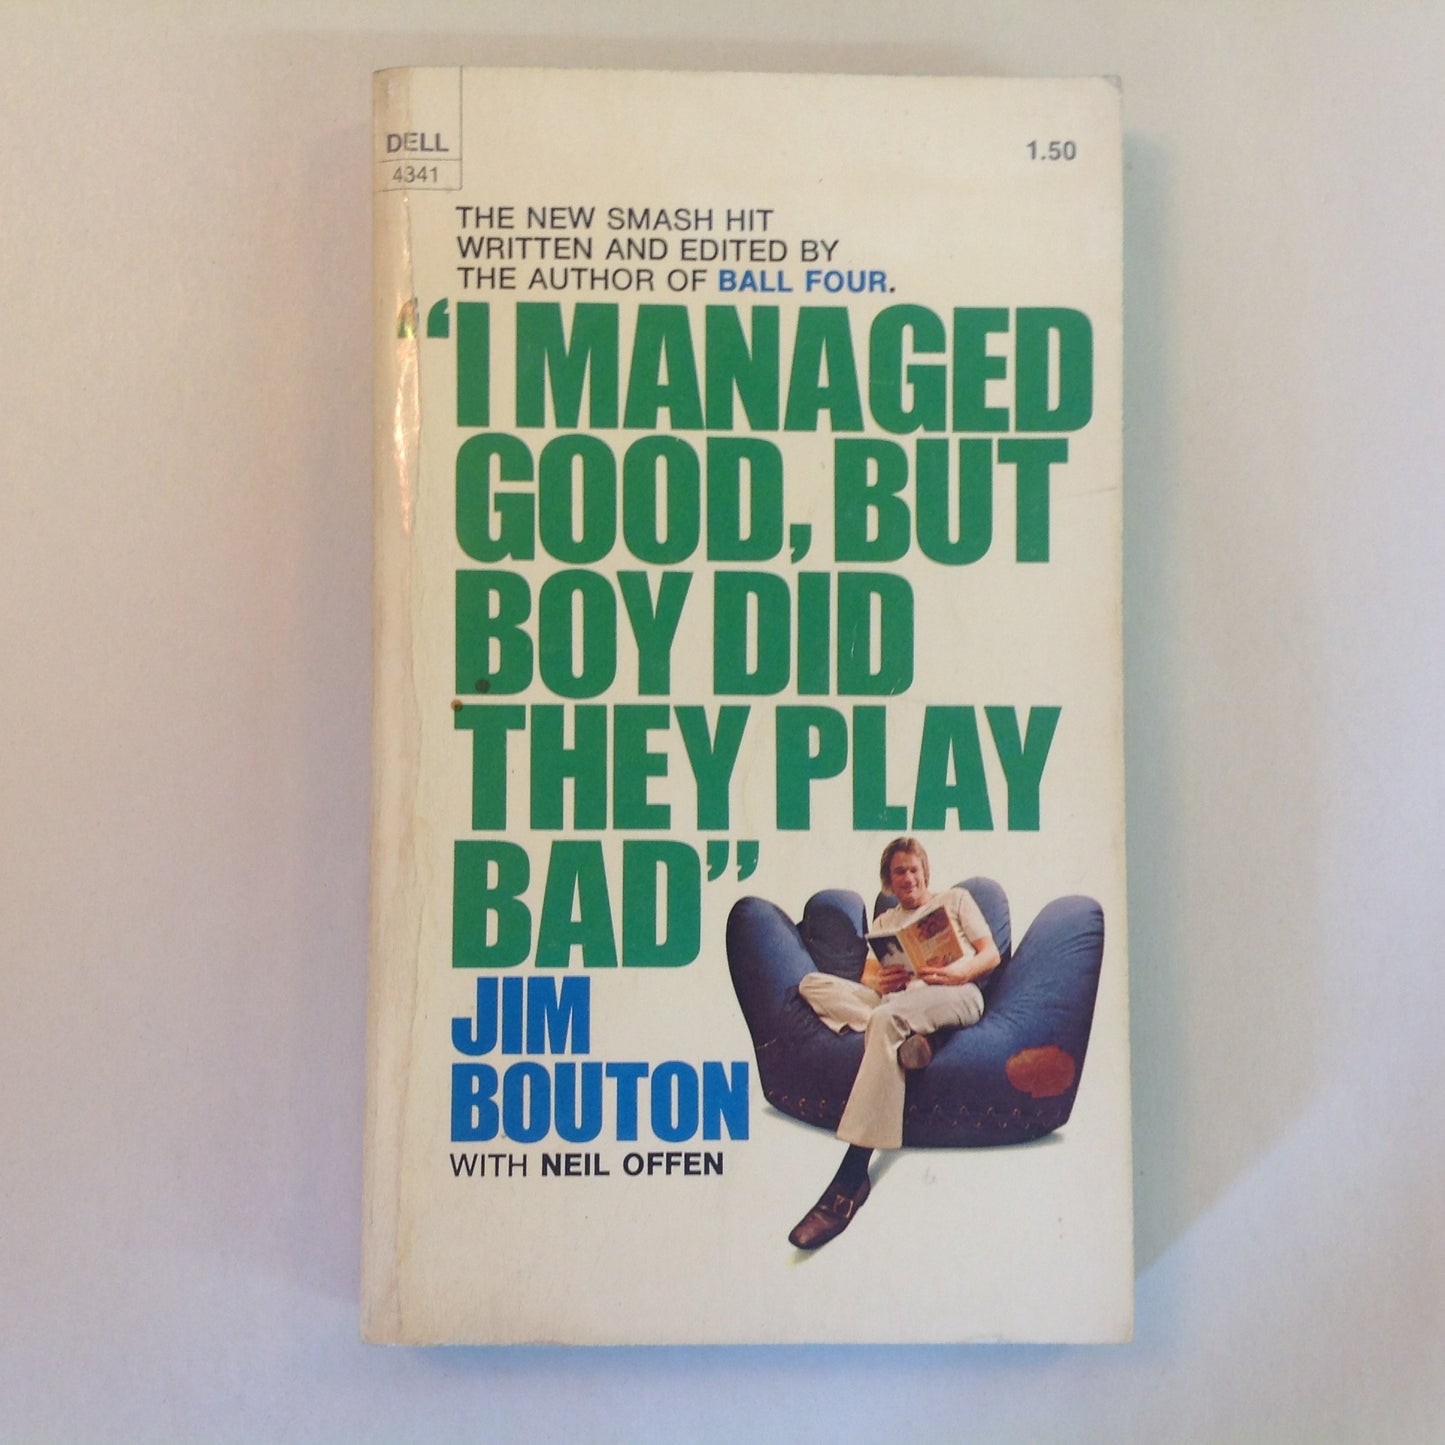 DELL
4341
1.50
THE NEW SMASH HIT
WRITTEN AND EDITED BY
THE AUTHOR OF BALL FOUR.
“I MANAGED
GOOD, BUT
BOY DID
THEY PLAY
BAD”
JIM
BOUTON
WITH NEIL OFFEN